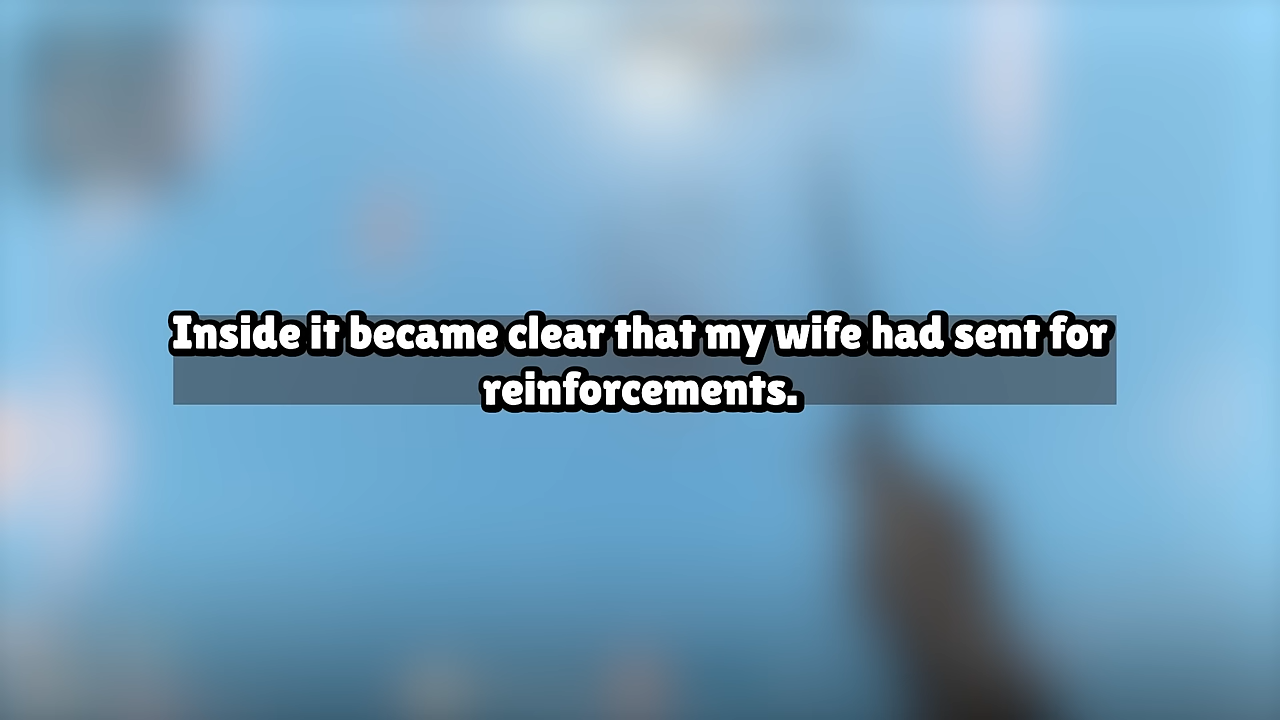 Inside it became clear that my wife had sent for
reinforcements.